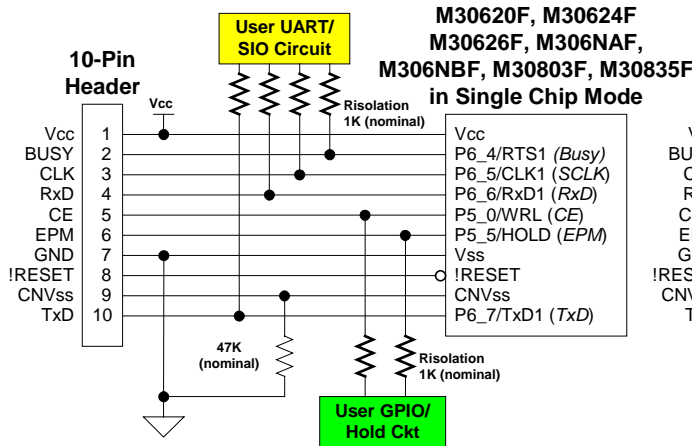 User UART/
SIO Circuit
M30620F, M30624F
M30626F, M306NAF,
M306NBF, M30803F, M30835F
in Single Chip Mode
10-Pin
Header
Vcc
Risolation
1K (nominal)
Vcc 1 Vcc
BUSY 2 P6_4/RTS1 (Busy)
CLK 3 P6_5/CLK1 (SCLK)
RxD 4 P6_6/RxD1 (RxD)
CE 5 P5_0/WRL (CE)
EPM 6 P5_5/HOLD (EPM)
GND 7 Vss
!RESET 8 !RESET
CNVss 9 CNVss
TxD 10 P6_7/TxD1 (TxD)
47K
(nominal)
Risolation
1K (nominal)
User GPIO/
Hold Ckt